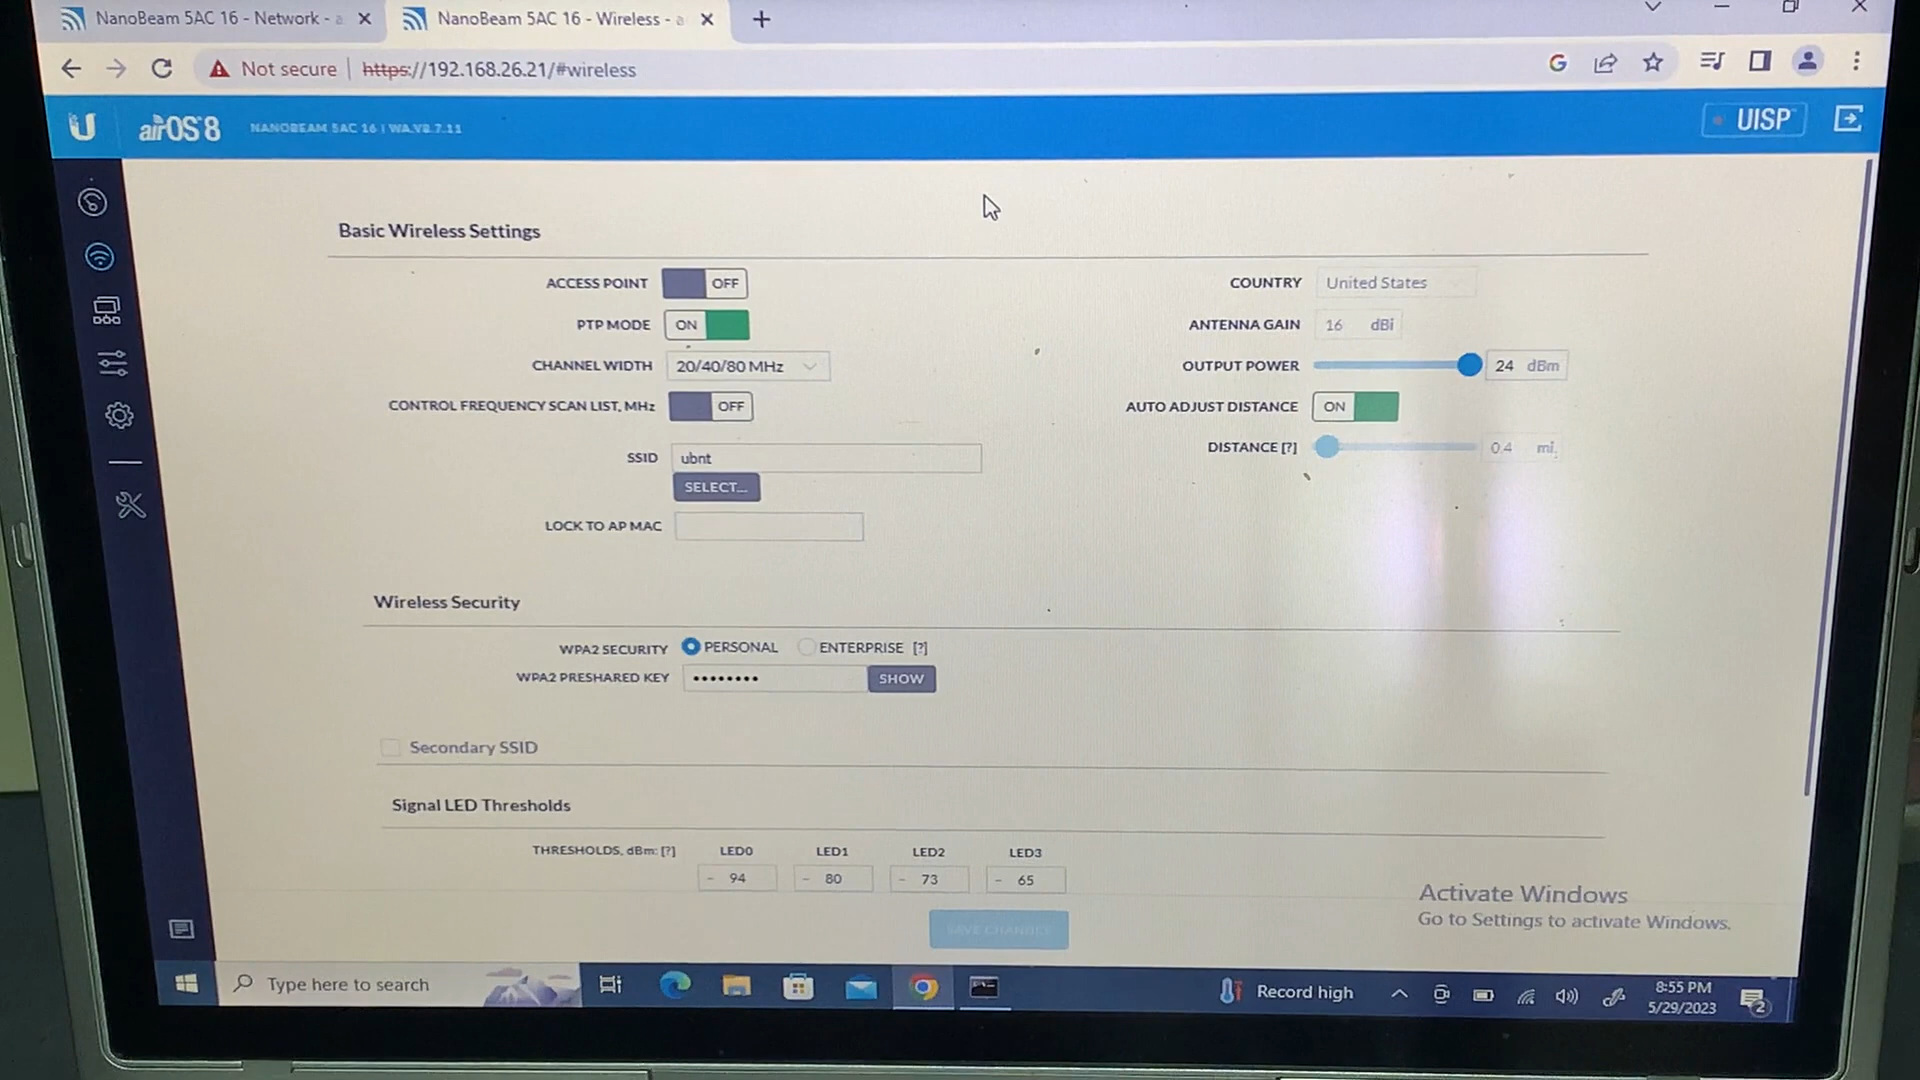 NanoBeam 5AC 16 - Network - a
NanoBeam 5AC 16 - Wireless - a
Not secure
https://192.168.26.21/#wireless
airOS 8
NANOBEAM 5AC 16 | WA.V8.7.11
UISP
Basic Wireless Settings
ACCESS POINT OFF
PTP MODE ON
CHANNEL WIDTH 20/40/80 MHz
CONTROL FREQUENCY SCAN LIST, MHz OFF
SSID ubnt
SELECT...
LOCK TO AP MAC
COUNTRY United States
ANTENNA GAIN 16 dBi
OUTPUT POWER 24 dBm
AUTO ADJUST DISTANCE ON
DISTANCE [?] 0.4 mi.
Wireless Security
WPA2 SECURITY PERSONAL ENTERPRISE [?]
WPA2 PRESHARED KEY •••••••• SHOW
Secondary SSID
Signal LED Thresholds
THRESHOLDS, dBm: [?] LED0 LED1 LED2 LED3
- 94 - 80 - 73 - 65
SAVE CHANGES
Activate Windows
Go to Settings to activate Windows.
Type here to search
Record high
8:55 PM
5/29/2023
2